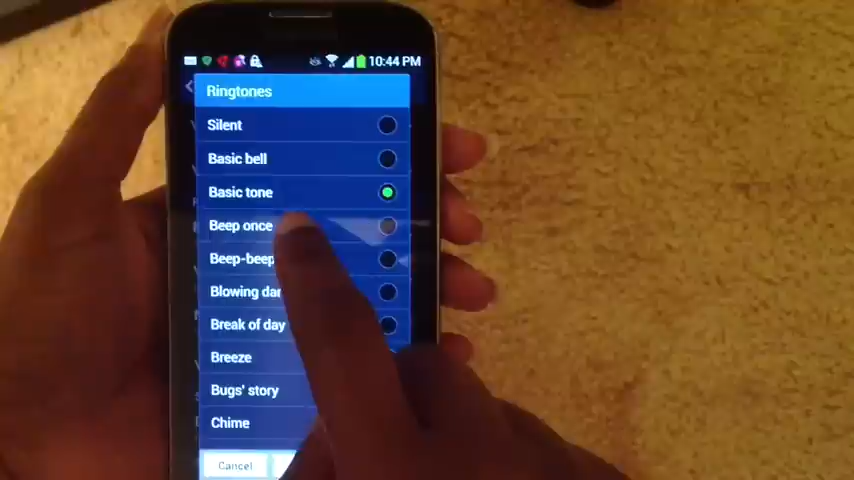 10:44 PM
Ringtones
Silent
Basic bell
Basic tone
Beep once
Beep-beep
Blowing
Break of day
Breeze
Bugs' story
Chime
Cancel